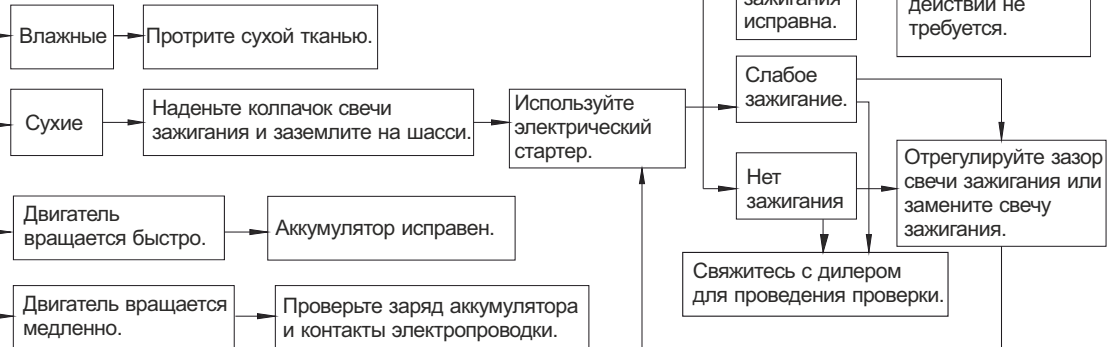 зажигания
исправна.
действий не
требуется.
Влажные
Протрите сухой тканью.
Слабое
зажигание.
Сухие
Наденьте колпачок свечи
зажигания и заземлите на шасси.
Используйте
электрический
стартер.
Нет
зажигания
Отрегулируйте зазор
свечи зажигания или
замените свечу
зажигания.
Двигатель
вращается быстро.
Аккумулятор исправен.
Свяжитесь с дилером
для проведения проверки.
Двигатель вращается
медленно.
Проверьте заряд аккумулятора
и контакты электропроводки.